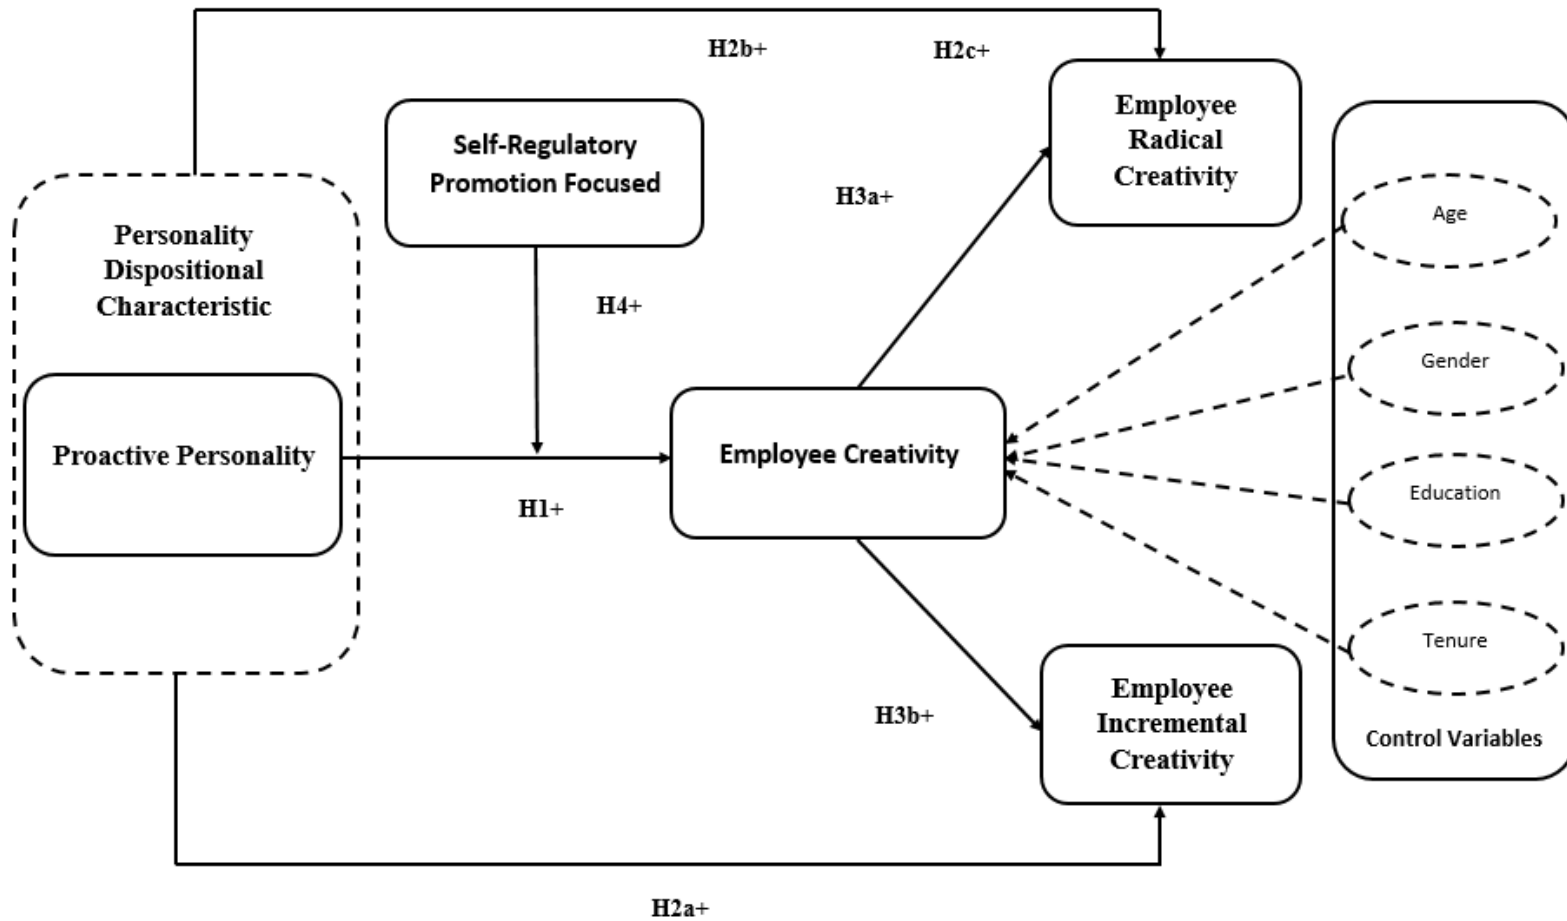 H2b+
H2c+
Self-Regulatory
Promotion Focused
Employee
Radical
Creativity
H3a+
Age
Personality
Dispositional
Characteristic
H4+
Gender
Proactive Personality
Employee Creativity
H1+
Education
Tenure
Employee
Incremental
Creativity
H3b+
Control Variables
H2a+